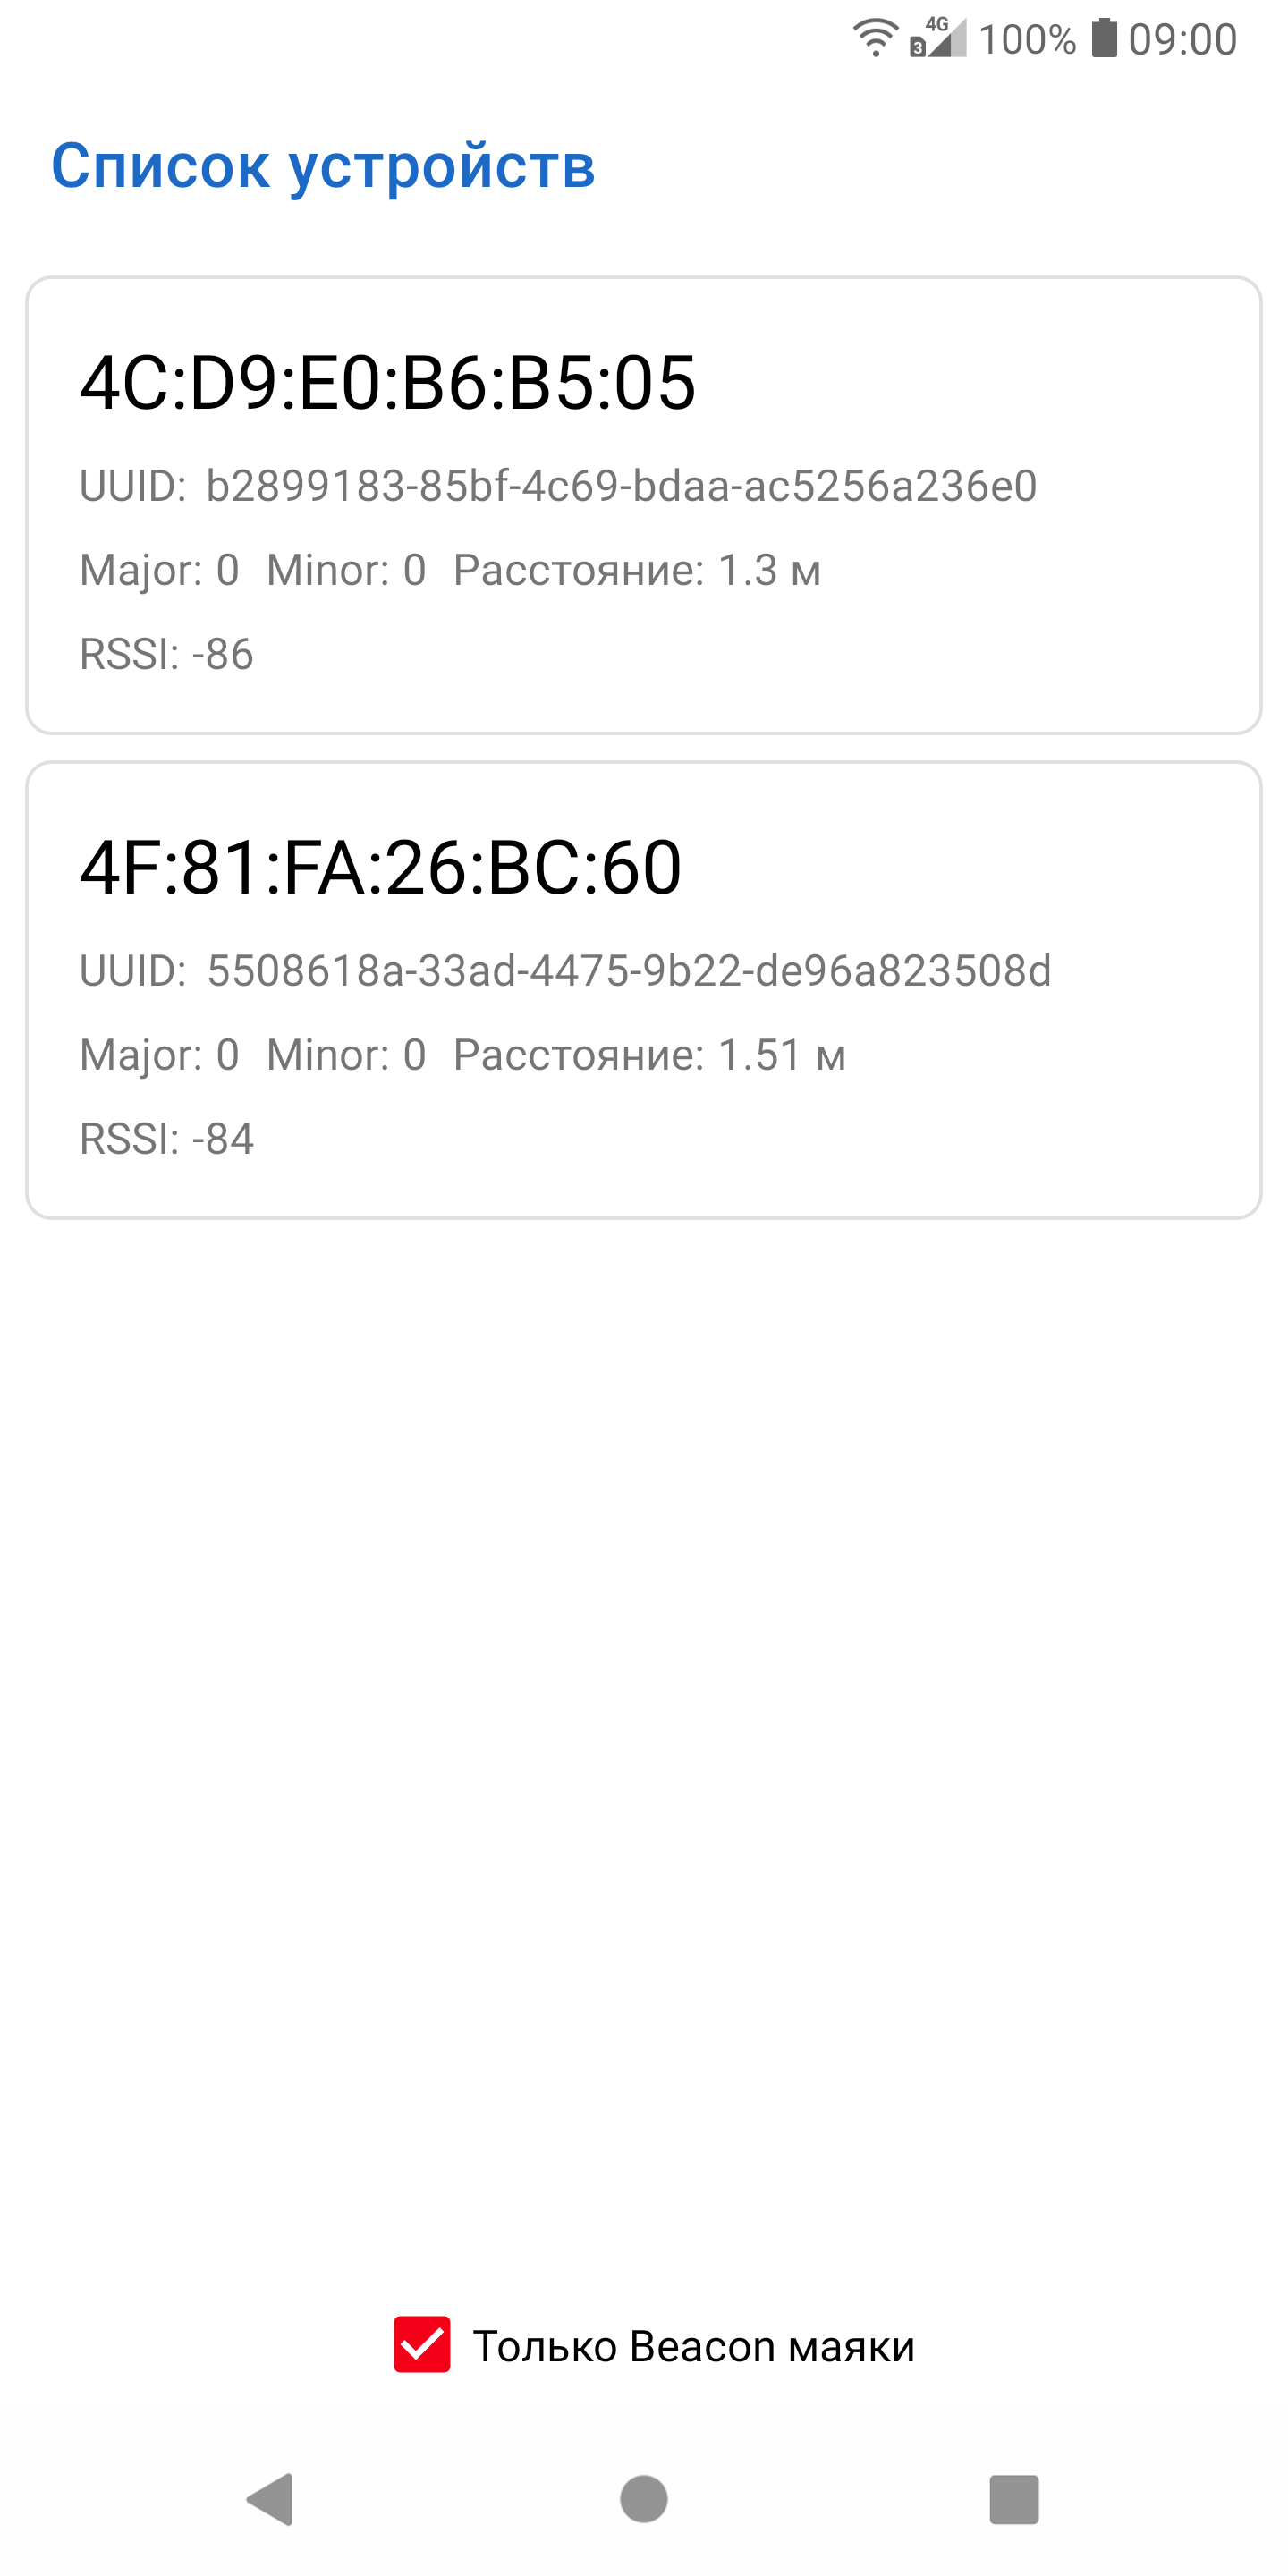 4G 3 100% 09:00
Список устройств
4C:D9:E0:B6:B5:05
UUID: b2899183-85bf-4c69-bdaa-ac5256a236e0
Major: 0 Minor: 0 Расстояние: 1.3 м
RSSI: -86
4F:81:FA:26:BC:60
UUID: 5508618a-33ad-4475-9b22-de96a823508d
Major: 0 Minor: 0 Расстояние: 1.51 м
RSSI: -84
Только Beacon маяки